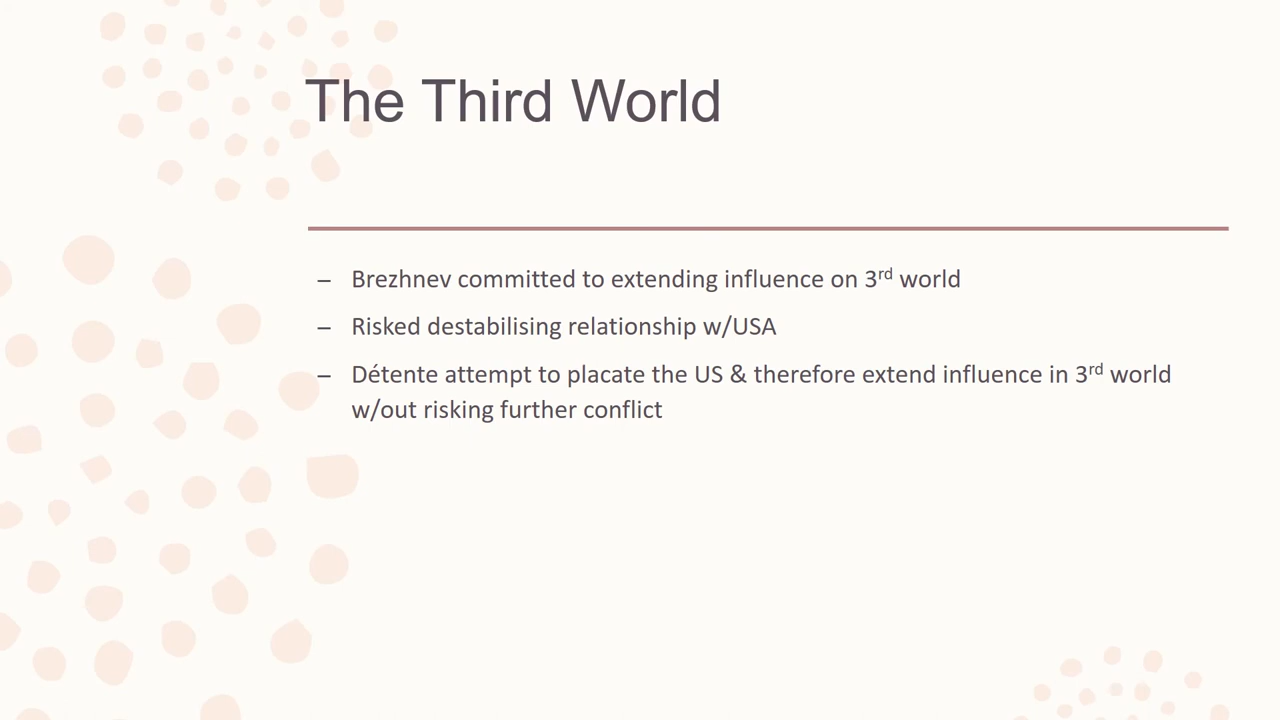 The Third World
– Brezhnev committed to extending influence on 3rd world
– Risked destabilising relationship w/USA
– Détente attempt to placate the US & therefore extend influence in 3rd world
w/out risking further conflict